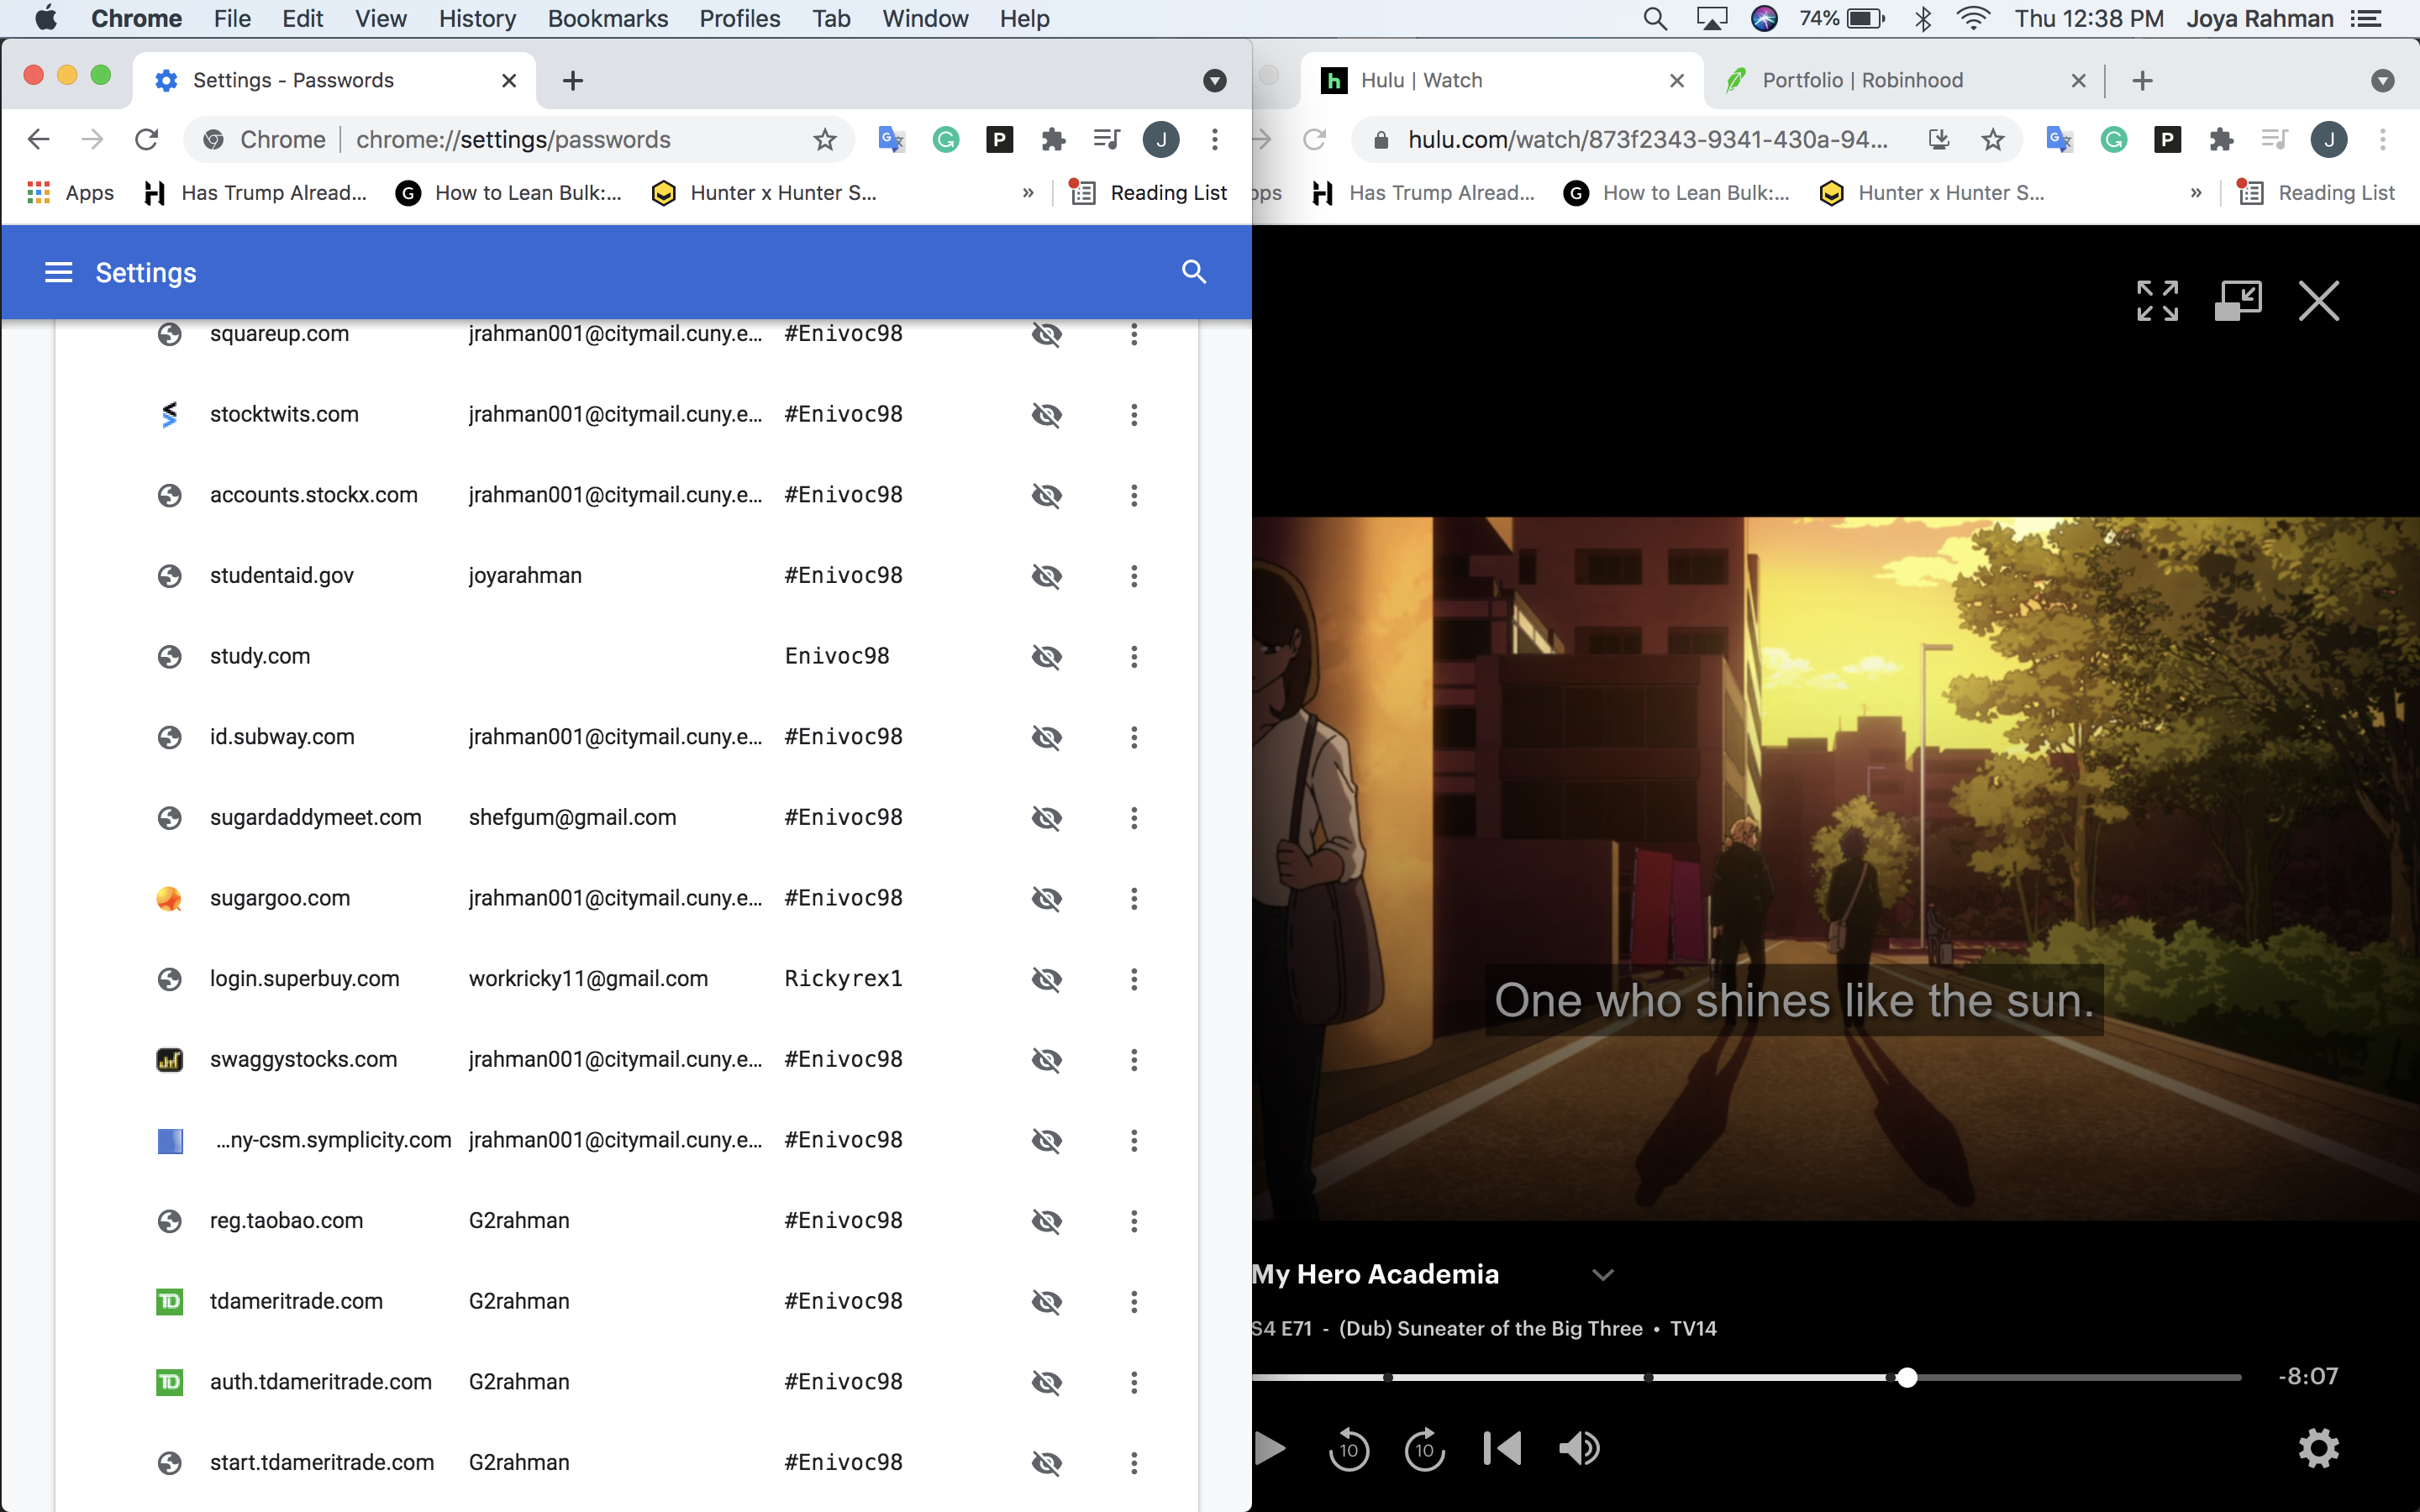 Chrome File Edit View History Bookmarks Profiles Tab Window Help 74% Thu 12:38 PM Joya Rahman
Settings - Passwords
Chrome chrome://settings/passwords
Apps Has Trump Alread... How to Lean Bulk:... Hunter x Hunter S... » Reading List
Settings
squareup.com jrahman001@citymail.cuny.e... #Enivoc98
stocktwits.com jrahman001@citymail.cuny.e... #Enivoc98
accounts.stockx.com jrahman001@citymail.cuny.e... #Enivoc98
studentaid.gov joyarahman #Enivoc98
study.com Enivoc98
id.subway.com jrahman001@citymail.cuny.e... #Enivoc98
sugardaddymeet.com shefgum@gmail.com #Enivoc98
sugargoo.com jrahman001@citymail.cuny.e... #Enivoc98
login.superbuy.com workricky11@gmail.com Rickyrex1
swaggystocks.com jrahman001@citymail.cuny.e... #Enivoc98
...ny-csm.symplicity.com jrahman001@citymail.cuny.e... #Enivoc98
reg.taobao.com G2rahman #Enivoc98
tdameritrade.com G2rahman #Enivoc98
auth.tdameritrade.com G2rahman #Enivoc98
start.tdameritrade.com G2rahman #Enivoc98
Hulu | Watch Portfolio | Robinhood
hulu.com/watch/873f2343-9341-430a-94...
pps Has Trump Alread... How to Lean Bulk:... Hunter x Hunter S... » Reading List
One who shines like the sun.
My Hero Academia
S4 E71 - (Dub) Suneater of the Big Three • TV14
-8:07
10 10